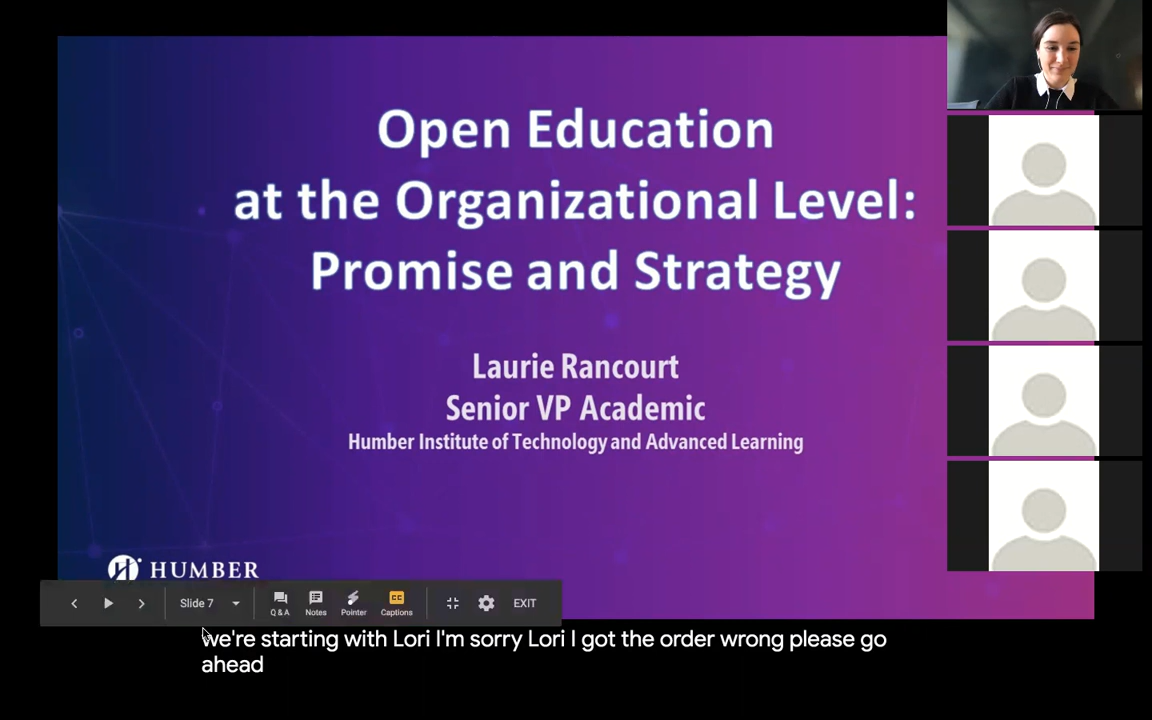 Open Education
at the Organizational Level:
Promise and Strategy
Laurie Rancourt
Senior VP Academic
Humber Institute of Technology and Advanced Learning
HUMBER
Slide 7
Q & A
Notes
Pointer
CC
Captions
EXIT
we're starting with Lori I'm sorry Lori I got the order wrong please go
ahead